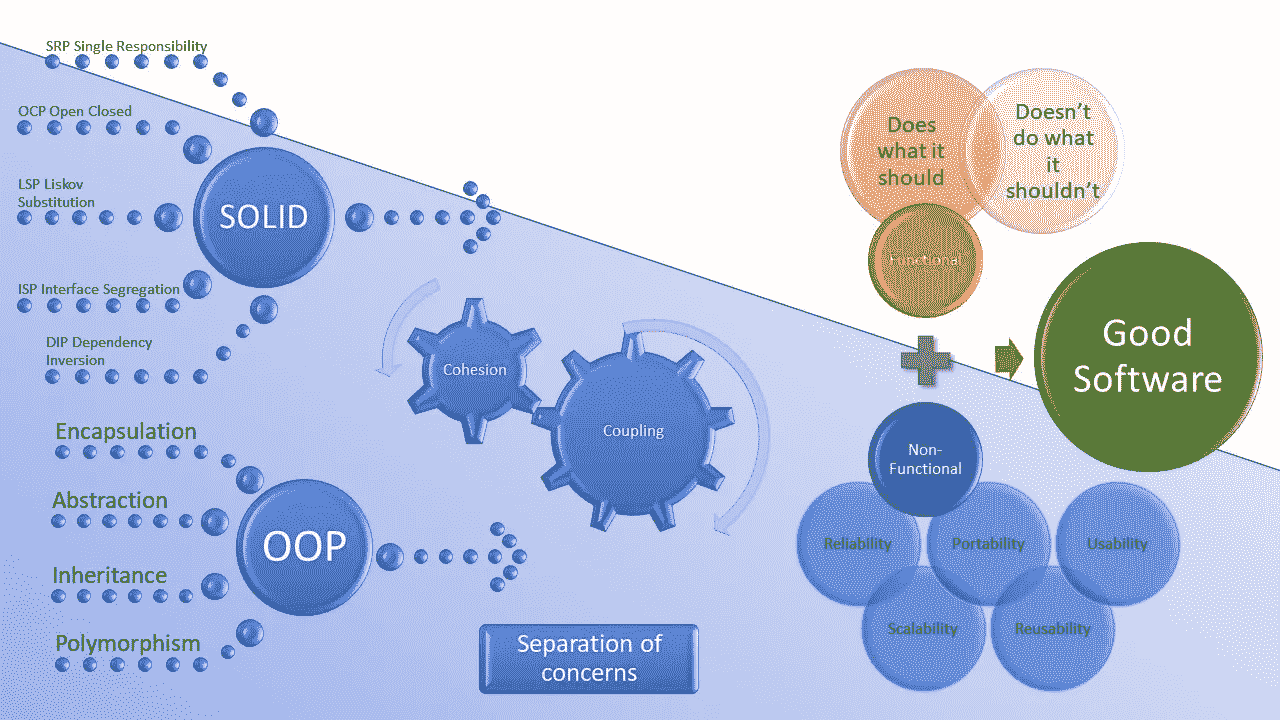 SRP Single Responsibility
OCP Open Closed
LSP Liskov
Substitution
SOLID
ISP Interface Segregation
DIP Dependency
Inversion
Encapsulation
Abstraction
OOP
Inheritance
Polymorphism
Cohesion
Coupling
Separation of
concerns
Does
what it
should
Doesn't
do what
it
shouldn't
Functional
Good
Software
Non-
Functional
Reliability
Portability
Usability
Scalability
Reusability